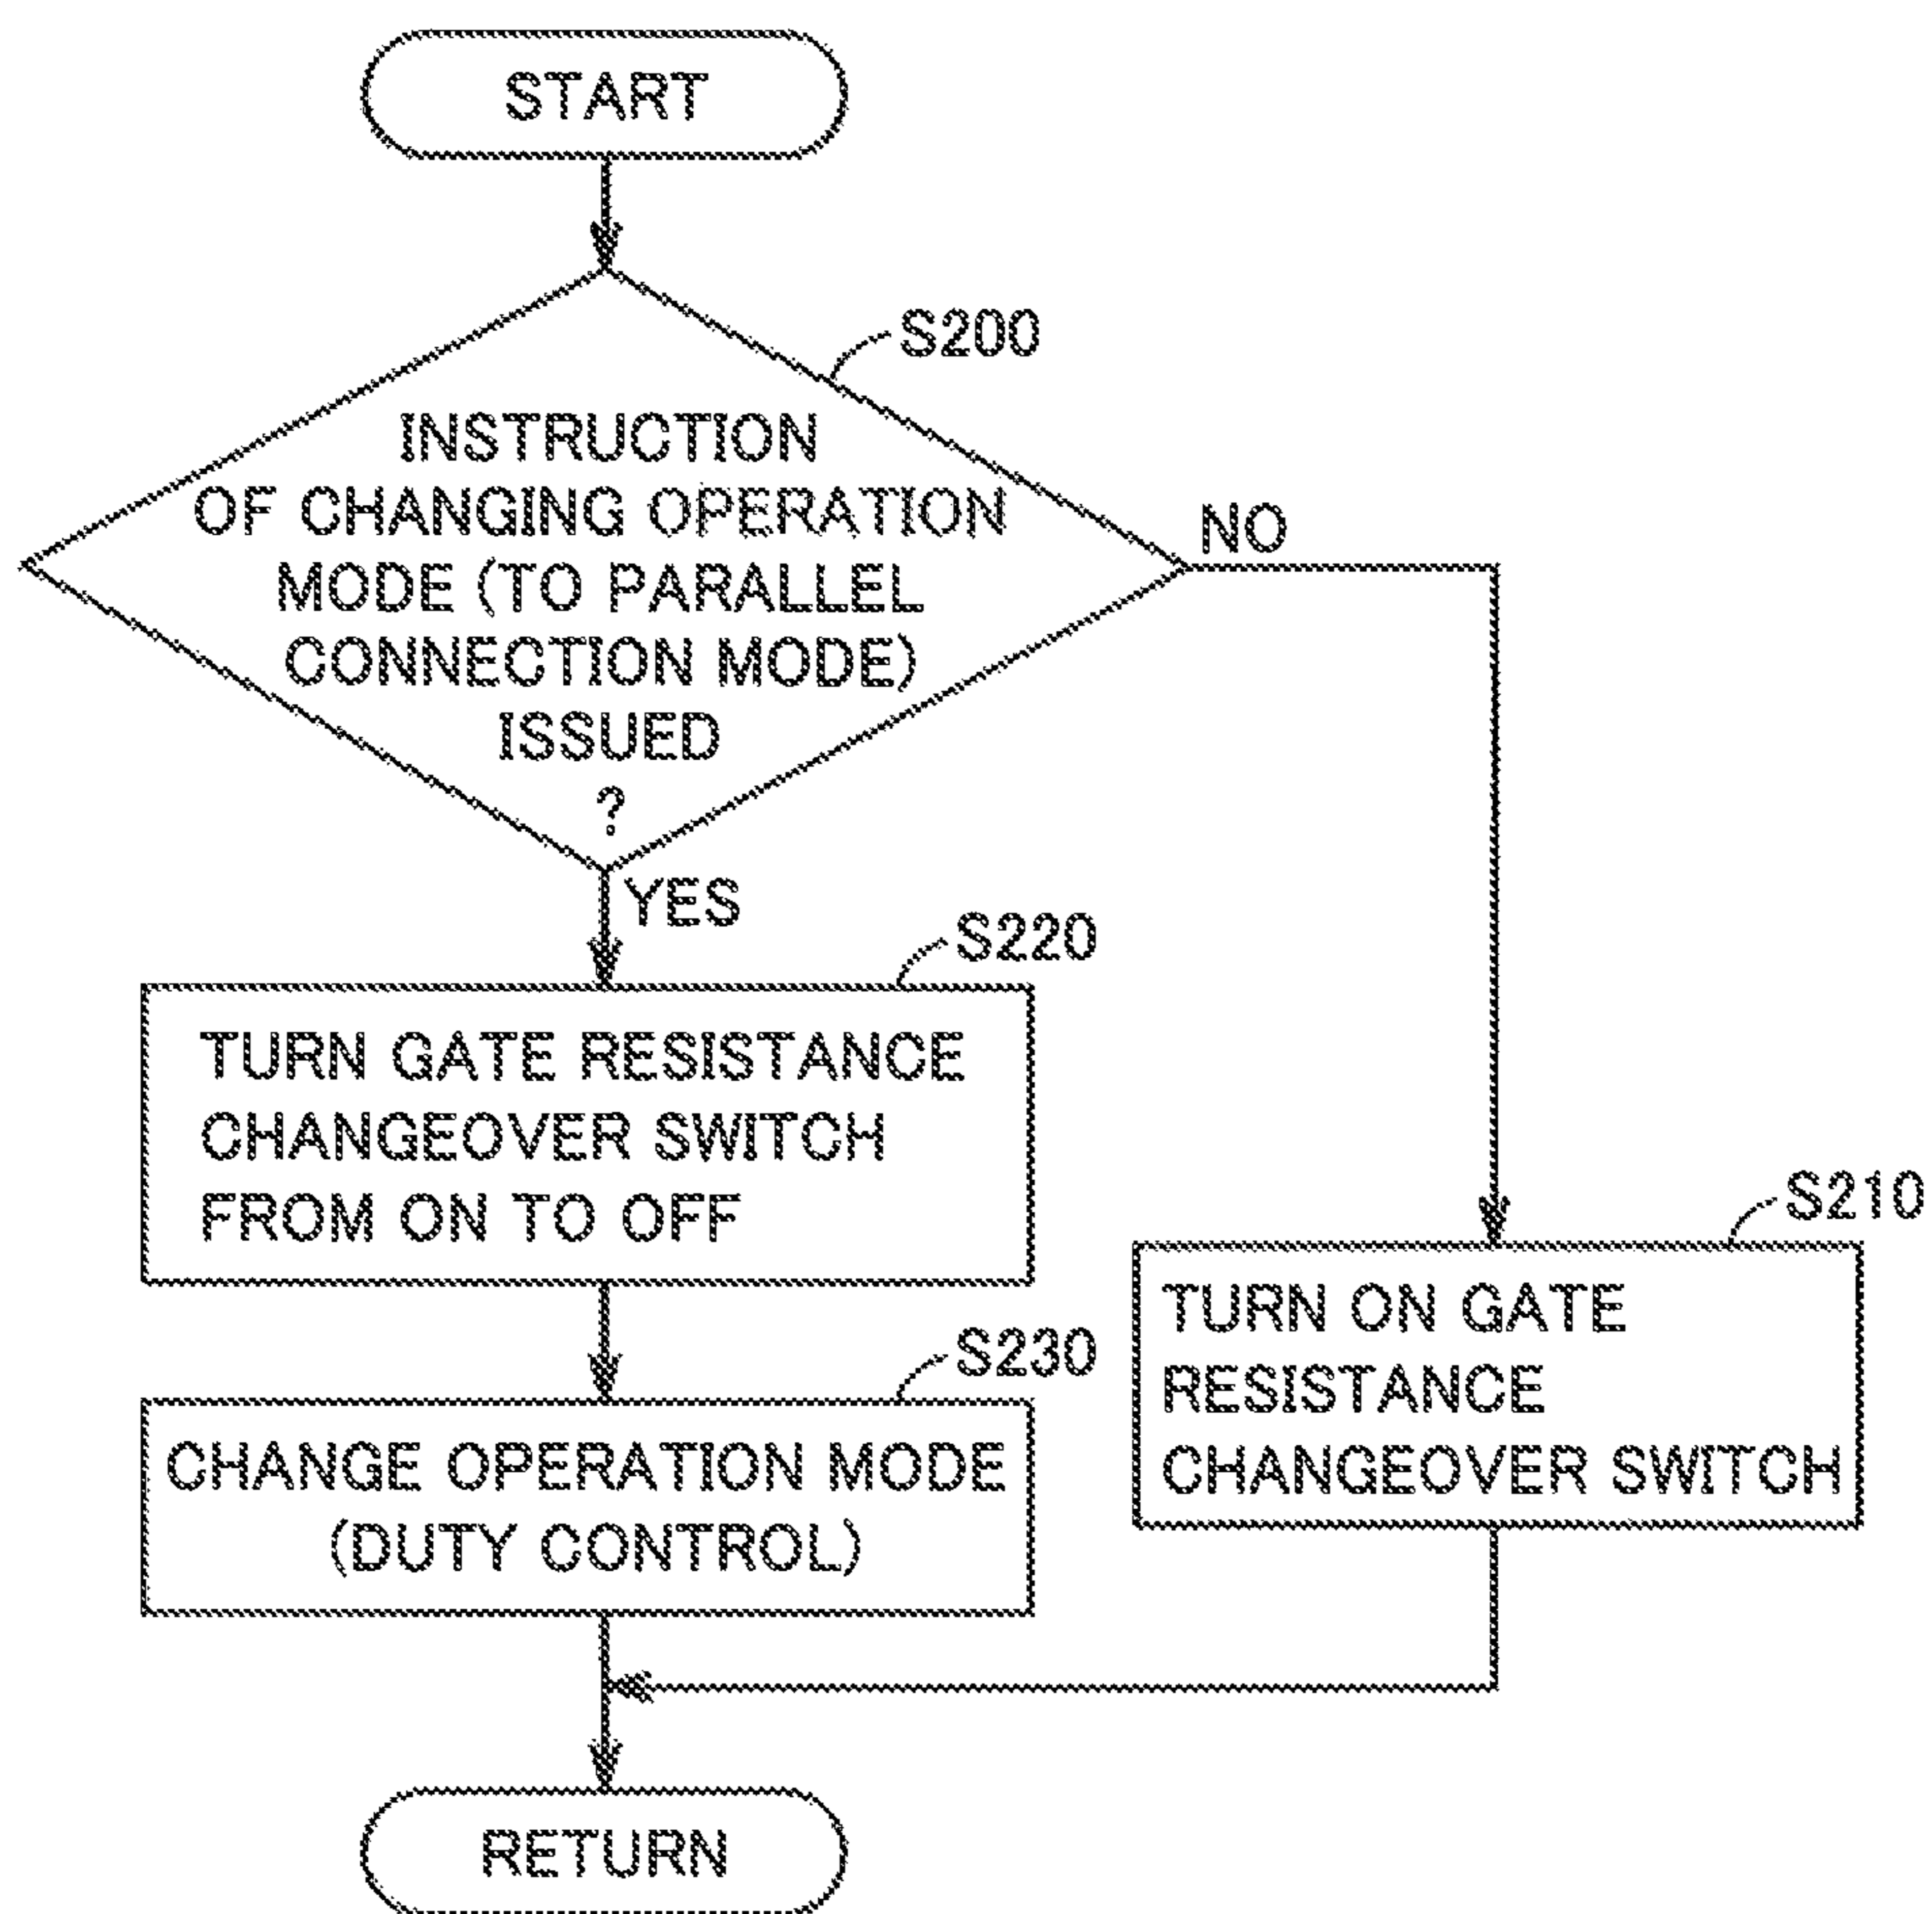 START
S200
INSTRUCTION
OF CHANGING OPERATION
MODE (TO PARALLEL
CONNECTION MODE)
ISSUED
?
NO
YES
S220
TURN GATE RESISTANCE
CHANGEOVER SWITCH
FROM ON TO OFF
S210
TURN ON GATE
RESISTANCE
CHANGEOVER SWITCH
S230
CHANGE OPERATION MODE
(DUTY CONTROL)
RETURN